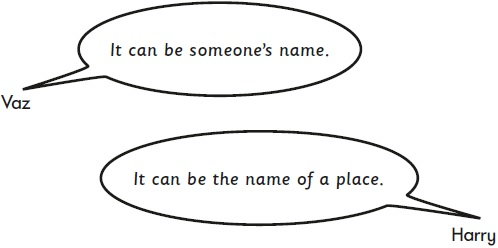 It can be someone's name.
Vaz
It can be the name of a place.
Harry